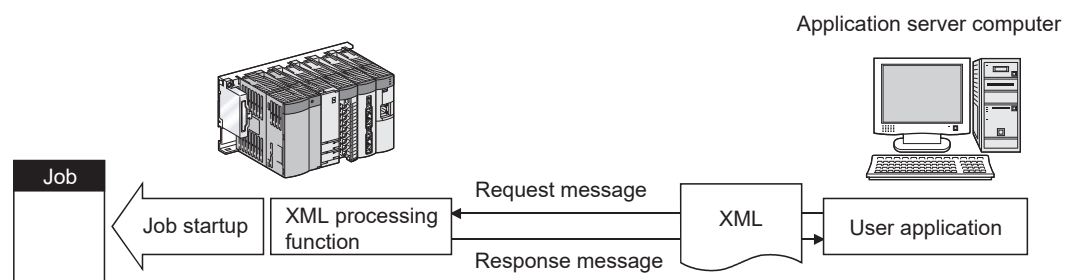 Application server computer
Job
Job startup
XML processing
function
Request message
Response message
XML
User application